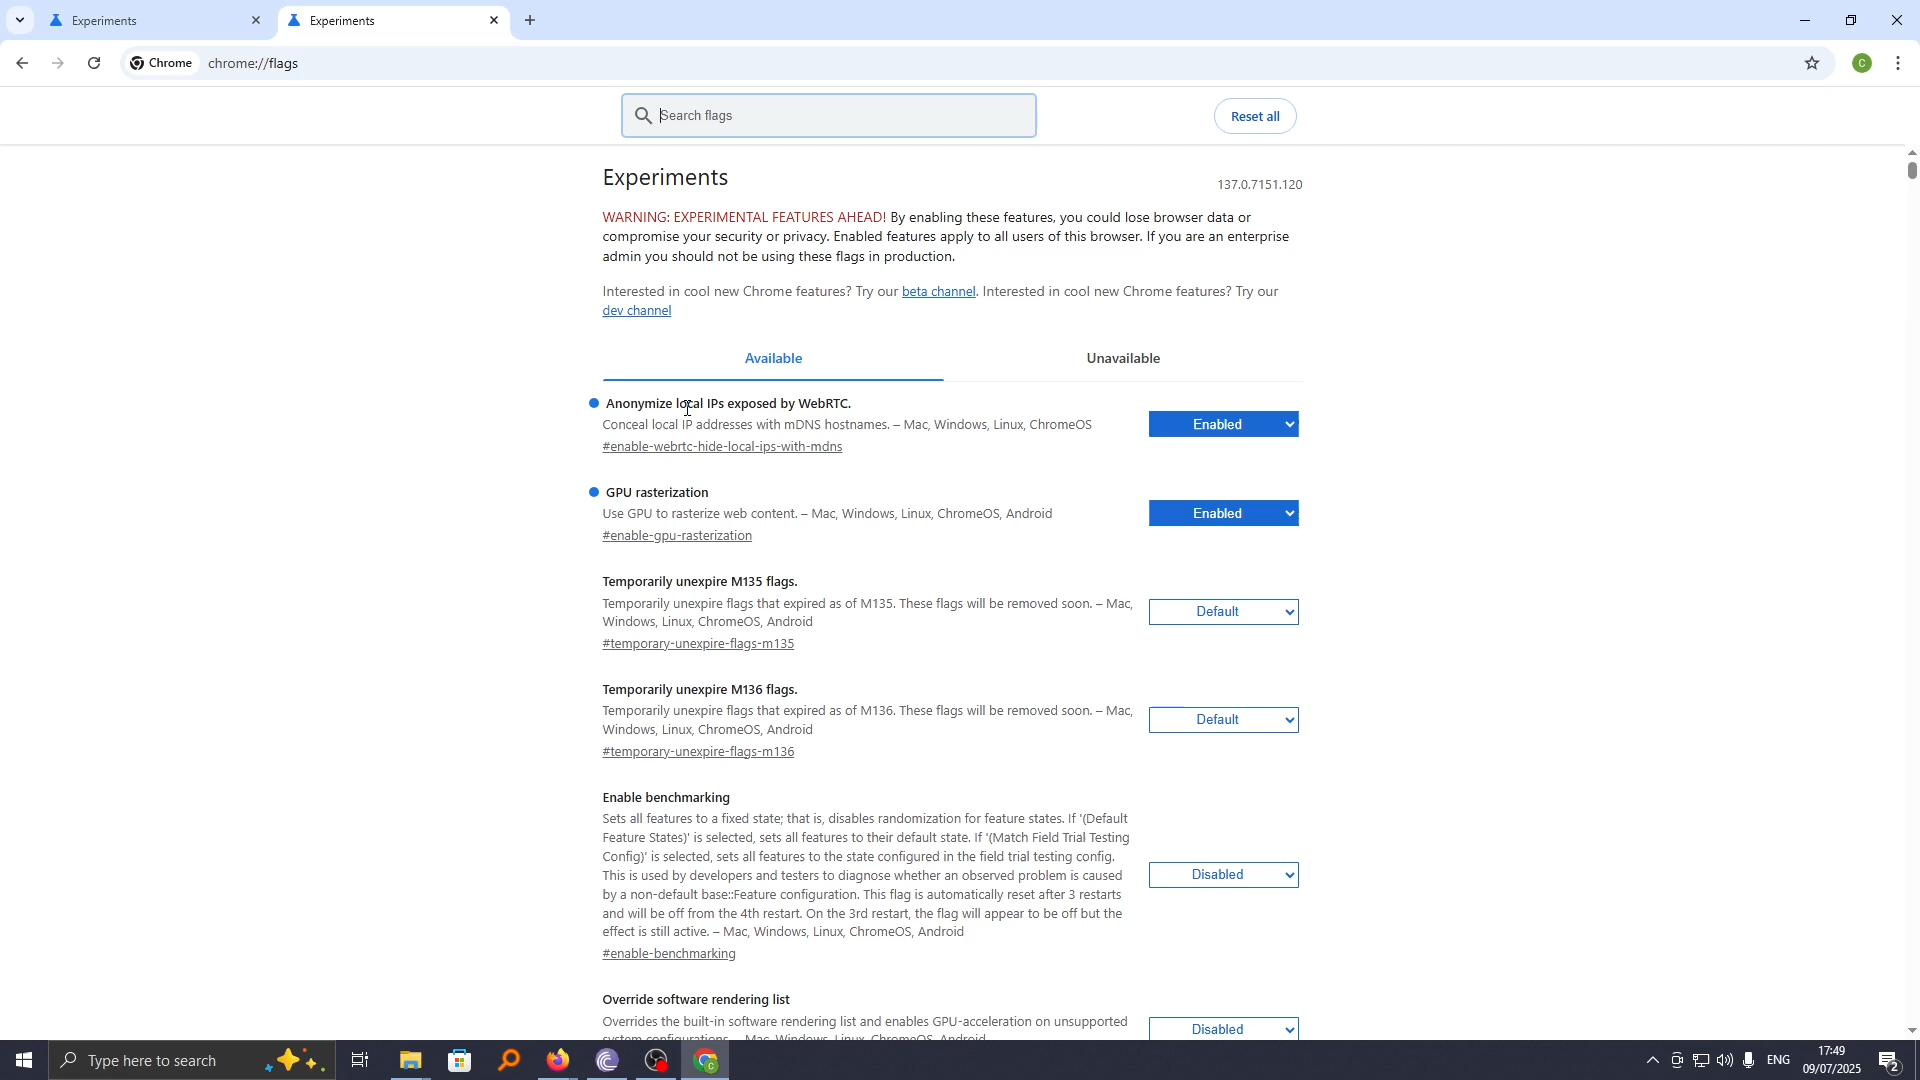 Experiments
Experiments
Chrome
chrome://flags
C
Search flags
Reset all
Experiments
137.0.7151.120
WARNING: EXPERIMENTAL FEATURES AHEAD! By enabling these features, you could lose browser data or
compromise your security or privacy. Enabled features apply to all users of this browser. If you are an enterprise
admin you should not be using these flags in production.
Interested in cool new Chrome features? Try our beta channel. Interested in cool new Chrome features? Try our
dev channel
Available
Unavailable
Anonymize local IPs exposed by WebRTC.
Conceal local IP addresses with mDNS hostnames. – Mac, Windows, Linux, ChromeOS
#enable-webrtc-hide-local-ips-with-mdns
Enabled
GPU rasterization
Use GPU to rasterize web content. – Mac, Windows, Linux, ChromeOS, Android
#enable-gpu-rasterization
Enabled
Temporarily unexpire M135 flags.
Temporarily unexpire flags that expired as of M135. These flags will be removed soon. – Mac,
Windows, Linux, ChromeOS, Android
#temporary-unexpire-flags-m135
Default
Temporarily unexpire M136 flags.
Temporarily unexpire flags that expired as of M136. These flags will be removed soon. – Mac,
Windows, Linux, ChromeOS, Android
#temporary-unexpire-flags-m136
Default
Enable benchmarking
Sets all features to a fixed state; that is, disables randomization for feature states. If '(Default
Feature States)' is selected, sets all features to their default state. If '(Match Field Trial Testing
Config)' is selected, sets all features to the state configured in the field trial testing config.
This is used by developers and testers to diagnose whether an observed problem is caused
by a non-default base::Feature configuration. This flag is automatically reset after 3 restarts
and will be off from the 4th restart. On the 3rd restart, the flag will appear to be off but the
effect is still active. – Mac, Windows, Linux, ChromeOS, Android
#enable-benchmarking
Disabled
Override software rendering list
Overrides the built-in software rendering list and enables GPU-acceleration on unsupported
system configurations. – Mac, Windows, Linux, ChromeOS, Android
Disabled
Type here to search
ENG
17:49
09/07/2025
2